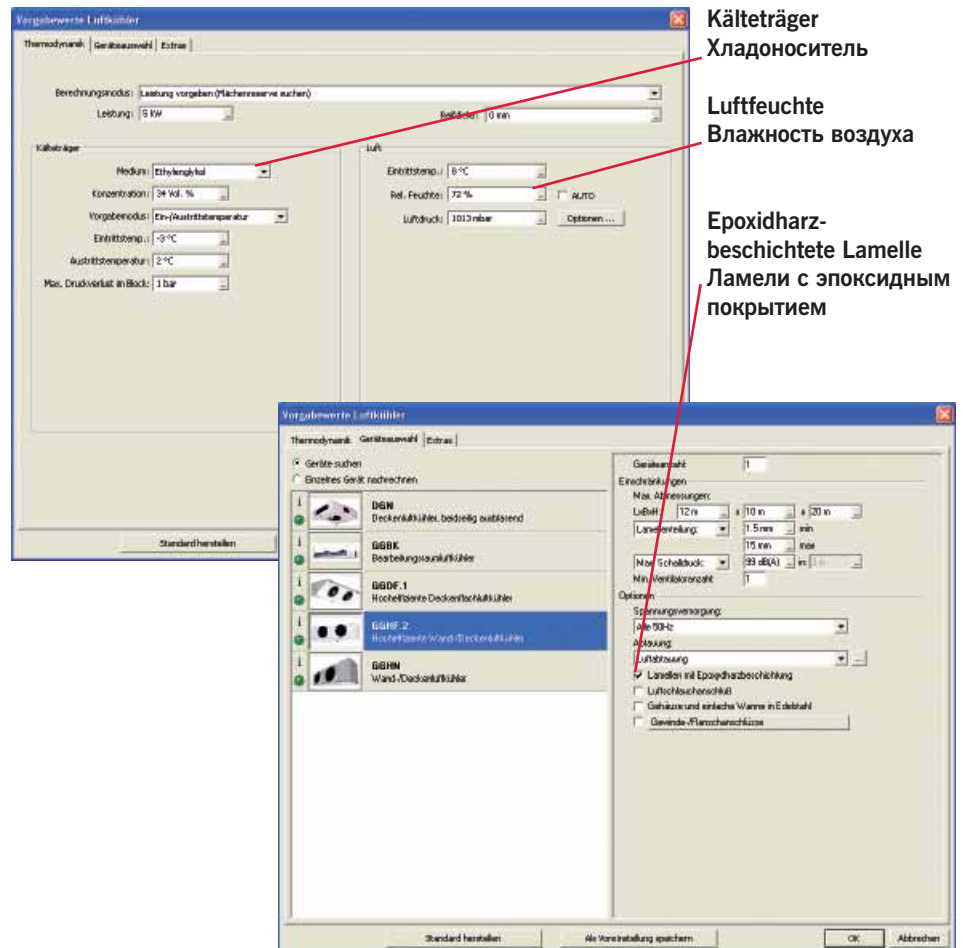 Vorgabewerte Luftkühler
Thermodynamik Geräteauswahl Extras
Berechnungsmodus: Leistung vorgeben (Flächenreserve suchen)
Leistung: 5 kW
Reifdicke: 0 mm
Kälteträger
Medium: Ethylenglykol
Konzentration: 34 Vol. %
Vorgabemodus: Ein-/Austrittstemperatur
Eintrittstemp.: -3 °C
Austrittstemperatur: 2 °C
Max. Druckverlust im Block: 1 bar
Luft
Eintrittstemp.: 8 °C
Rel. Feuchte: 72 % AUTO
Luftdruck: 1013 mbar Optionen ...
Standard herstellen
Kälteträger
Хладоноситель
Luftfeuchte
Влажность воздуха
Epoxidharz-
beschichtete Lamelle
Ламели с эпоксидным
покрытием
Vorgabewerte Luftkühler
Thermodynamik Geräteauswahl Extras
Geräte suchen
Einzelnes Gerät nachrechnen
DGN
Deckenluftkühler, beidseitig ausblasend
GGBK
Bearbeitungsraumluftkühler
GGDF.1
Hocheffiziente Deckenflachluftkühler
GGHF.2
Hocheffiziente Wand-/Deckenluftkühler
GGHN
Wand-/Deckenluftkühler
Geräteanzahl: 1
Einschränkungen
Max. Abmessungen:
LxBxH: 12 m x 10 m x 20 m
Lamellenteilung: 1.5 mm min
15 mm max
Max. Schalldruck: 99 dB(A) in
Min. Ventilatoranzahl: 1
Optionen
Spannungsversorgung:
Alle 50Hz
Abtauung:
Luftabtauung
Lamellen mit Epoxydharzbeschichtung
Luftschlauchanschluß
Gehäuse und einfache Wanne in Edelstahl
Gewinde-/Flanschanschlüsse
Standard herstellen Als Voreinstellung speichern OK Abbrechen